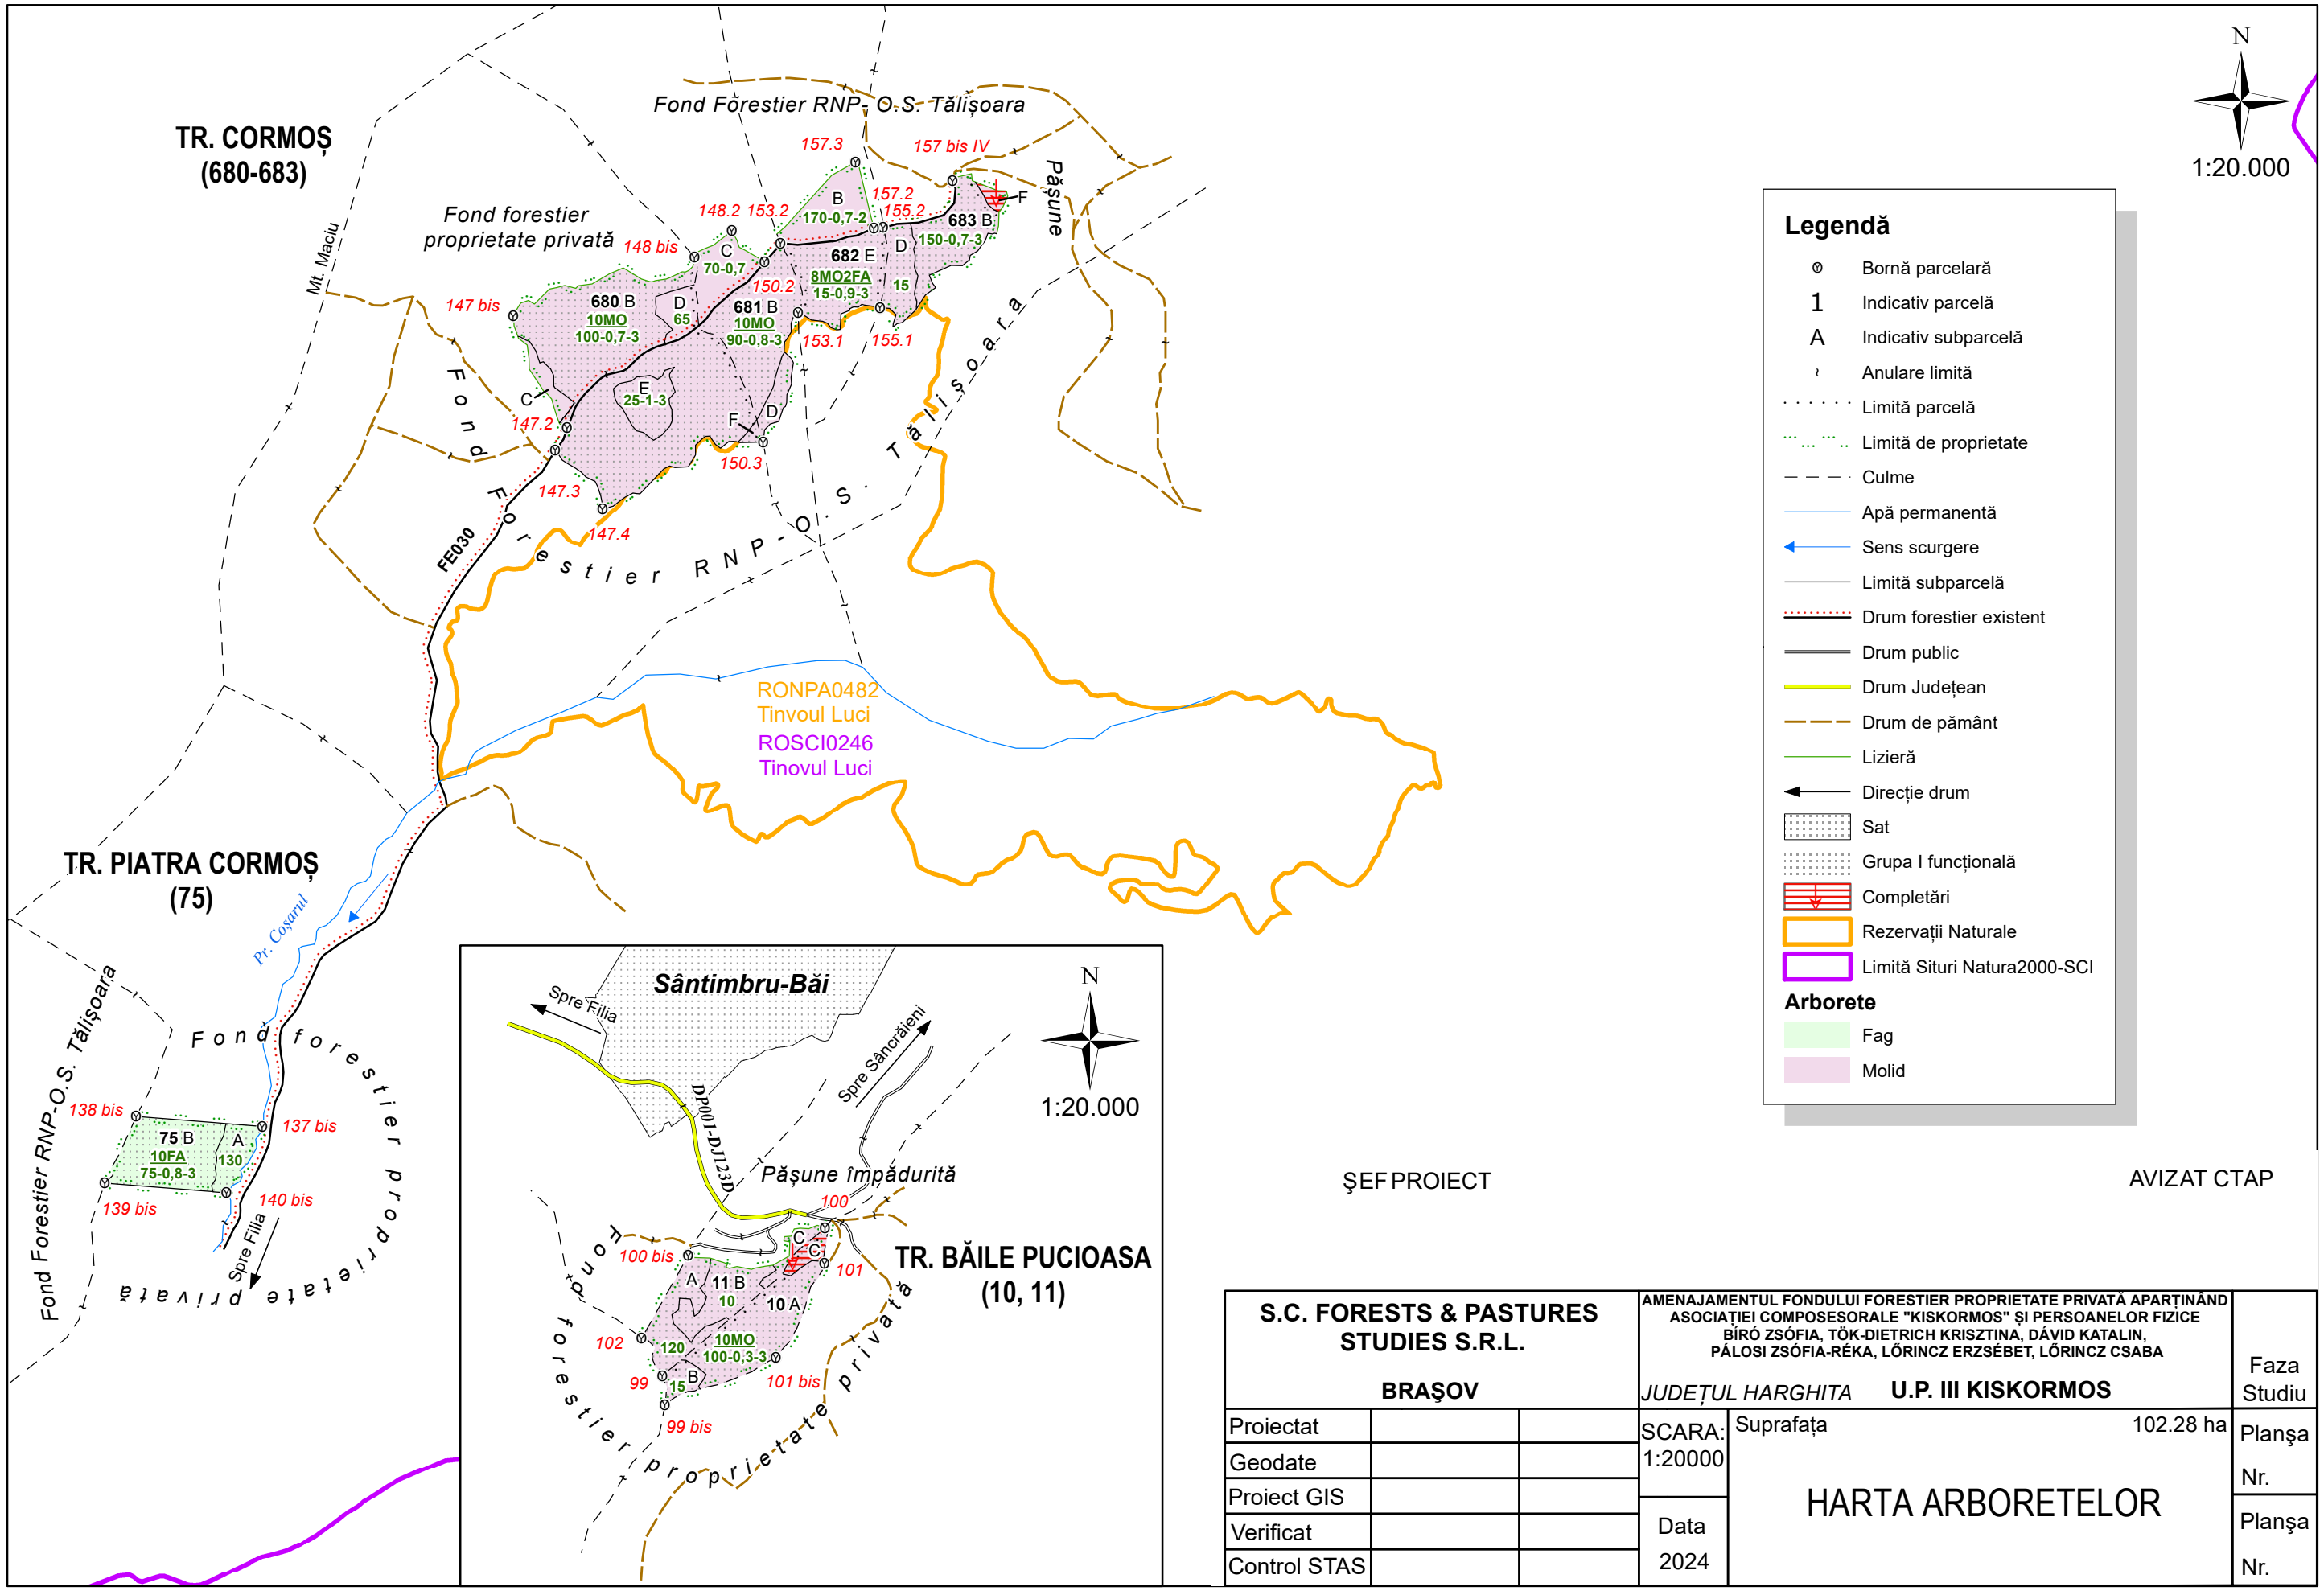 TR. CORMOȘ
(680-683)
Fond Forestier RNP- O.S. Tălișoara
N
1:20.000
Fond forestier
proprietate privată
Mt. Maciu
157.3
157 bis IV
157.2
155.2
148.2
153.2
148 bis
150.2
147 bis
153.1
155.1
147.2
150.3
147.3
147.4
Pășune
F
B
170-0,7-2
683 B
150-0,7-3
C
70-0,7
682 E
8MO2FA
15-0,9-3
D
15
680 B
10MO
100-0,7-3
D
65
681 B
10MO
90-0,8-3
E
25-1-3
C
F
D
Fond Forestier RNP-O.S. Tălișoara
FE030
RONPA0482
Tinvoul Luci
ROSCI0246
Tinovul Luci
TR. PIATRA CORMOȘ
(75)
Pr. Coșarul
Fond Forestier RNP-O.S. Tălișoara
Fond forestier proprietate privată
138 bis
137 bis
75 B
10FA
75-0,8-3
A
130
139 bis
140 bis
Spre Filia
Sântimbru-Băi
Spre Filia
Spre Sâncrăieni
N
1:20.000
DP001-DJ123D
Pășune împădurită
100
100 bis
101
102
99
99 bis
101 bis
C
C
A
11 B
10
10 A
10MO
100-0,3-3
120
B
15
TR. BĂILE PUCIOASA
(10, 11)
Fond forestier proprietate privată
Legendă
Bornă parcelară
1 Indicativ parcelă
A Indicativ subparcelă
Anulare limită
Limită parcelă
Limită de proprietate
Culme
Apă permanentă
Sens scurgere
Limită subparcelă
Drum forestier existent
Drum public
Drum Județean
Drum de pământ
Lizieră
Direcție drum
Sat
Grupa I funcțională
Completări
Rezervații Naturale
Limită Situri Natura2000-SCI
Arborete
Fag
Molid
ȘEF PROIECT
AVIZAT CTAP
S.C. FORESTS & PASTURES
STUDIES S.R.L.
BRAȘOV
AMENAJAMENTUL FONDULUI FORESTIER PROPRIETATE PRIVATĂ APARȚINÂND
ASOCIAȚIEI COMPOSESORALE "KISKORMOS" ȘI PERSOANELOR FIZICE
BÍRÓ ZSÓFIA, TÖK-DIETRICH KRISZTINA, DÁVID KATALIN,
PÁLOSI ZSÓFIA-RÉKA, LŐRINCZ ERZSÉBET, LŐRINCZ CSABA
JUDEȚUL HARGHITA U.P. III KISKORMOS
Faza
Studiu
Proiectat
Geodate
Proiect GIS
Verificat
Control STAS
SCARA:
1:20000
Data
2024
Suprafața 102.28 ha
HARTA ARBORETELOR
Planșa
Nr.
Planșa
Nr.